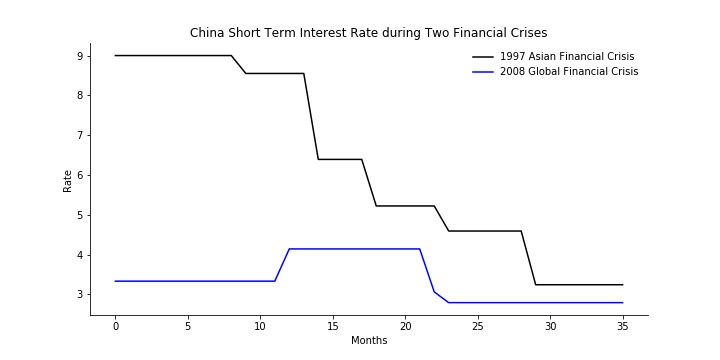 China Short Term Interest Rate during Two Financial Crises
1997 Asian Financial Crisis
2008 Global Financial Crisis
9
8
7
6
5
4
3
Rate
0 5 10 15 20 25 30 35
Months